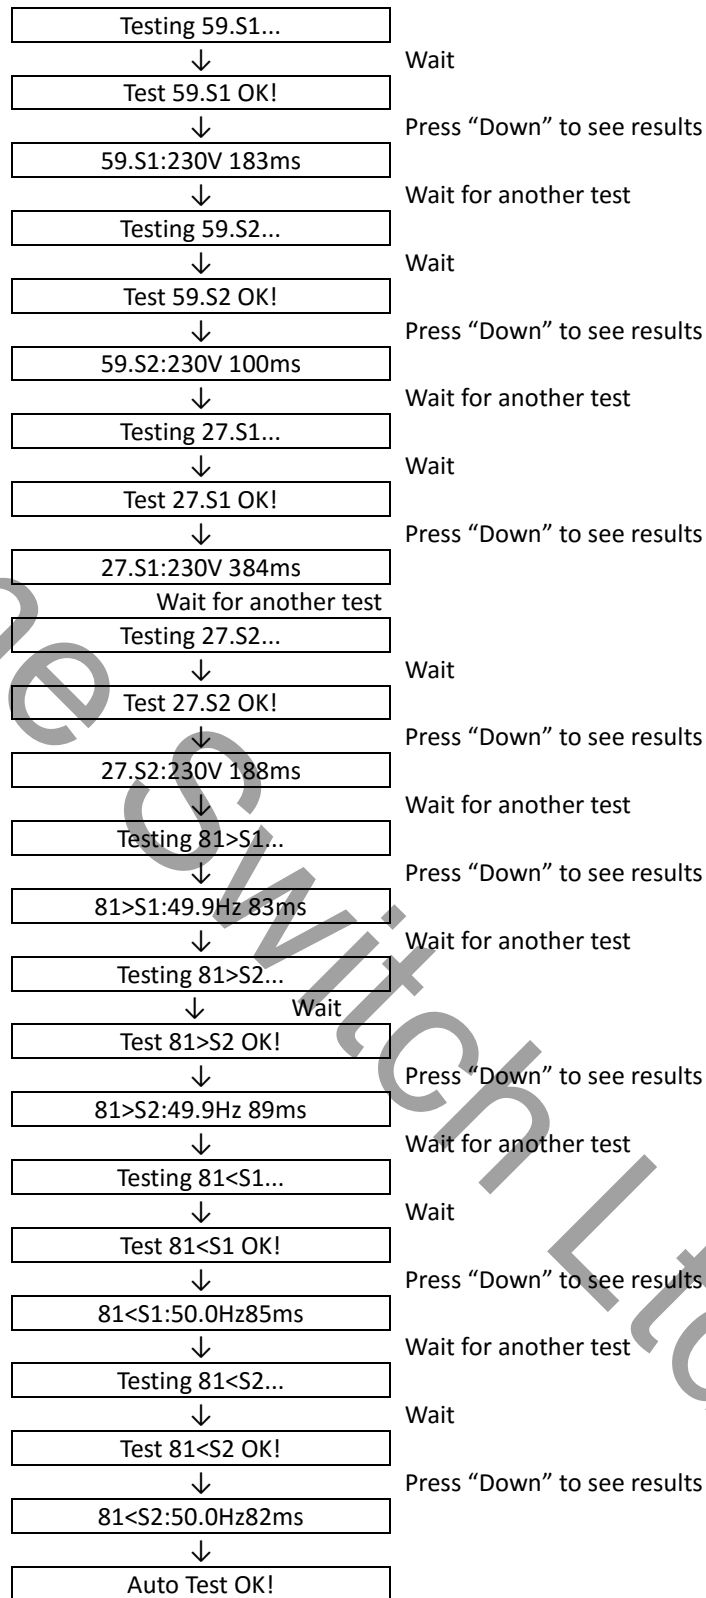 Testing 59.S1...
↓ Wait
Test 59.S1 OK!
↓ Press “Down” to see results
59.S1:230V 183ms
↓ Wait for another test
Testing 59.S2...
↓ Wait
Test 59.S2 OK!
↓ Press “Down” to see results
59.S2:230V 100ms
↓ Wait for another test
Testing 27.S1...
↓ Wait
Test 27.S1 OK!
↓ Press “Down” to see results
27.S1:230V 384ms
Wait for another test
Testing 27.S2...
↓ Wait
Test 27.S2 OK!
↓ Press “Down” to see results
27.S2:230V 188ms
↓ Wait for another test
Testing 81>S1...
↓ Press “Down” to see results
81>S1:49.9Hz 83ms
↓ Wait for another test
Testing 81>S2...
↓ Wait
Test 81>S2 OK!
↓ Press “Down” to see results
81>S2:49.9Hz 89ms
↓ Wait for another test
Testing 81<S1...
↓ Wait
Test 81<S1 OK!
↓ Press “Down” to see results
81<S1:50.0Hz85ms
↓ Wait for another test
Testing 81<S2...
↓ Wait
Test 81<S2 OK!
↓ Press “Down” to see results
81<S2:50.0Hz82ms
↓
Auto Test OK!
Switch